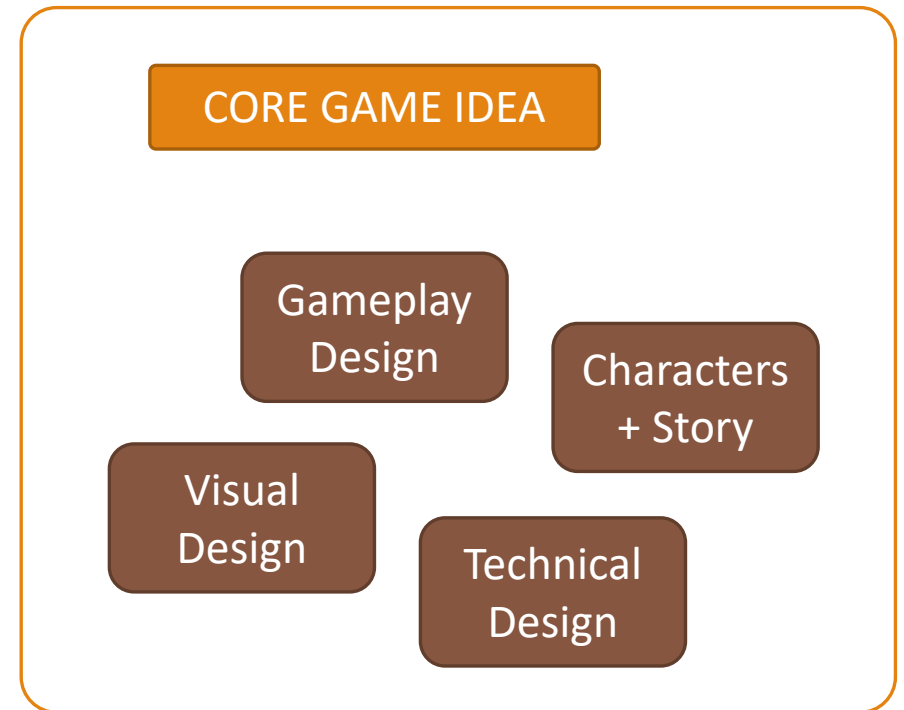 CORE GAME IDEA
Gameplay
Design
Characters
+ Story
Visual
Design
Technical
Design